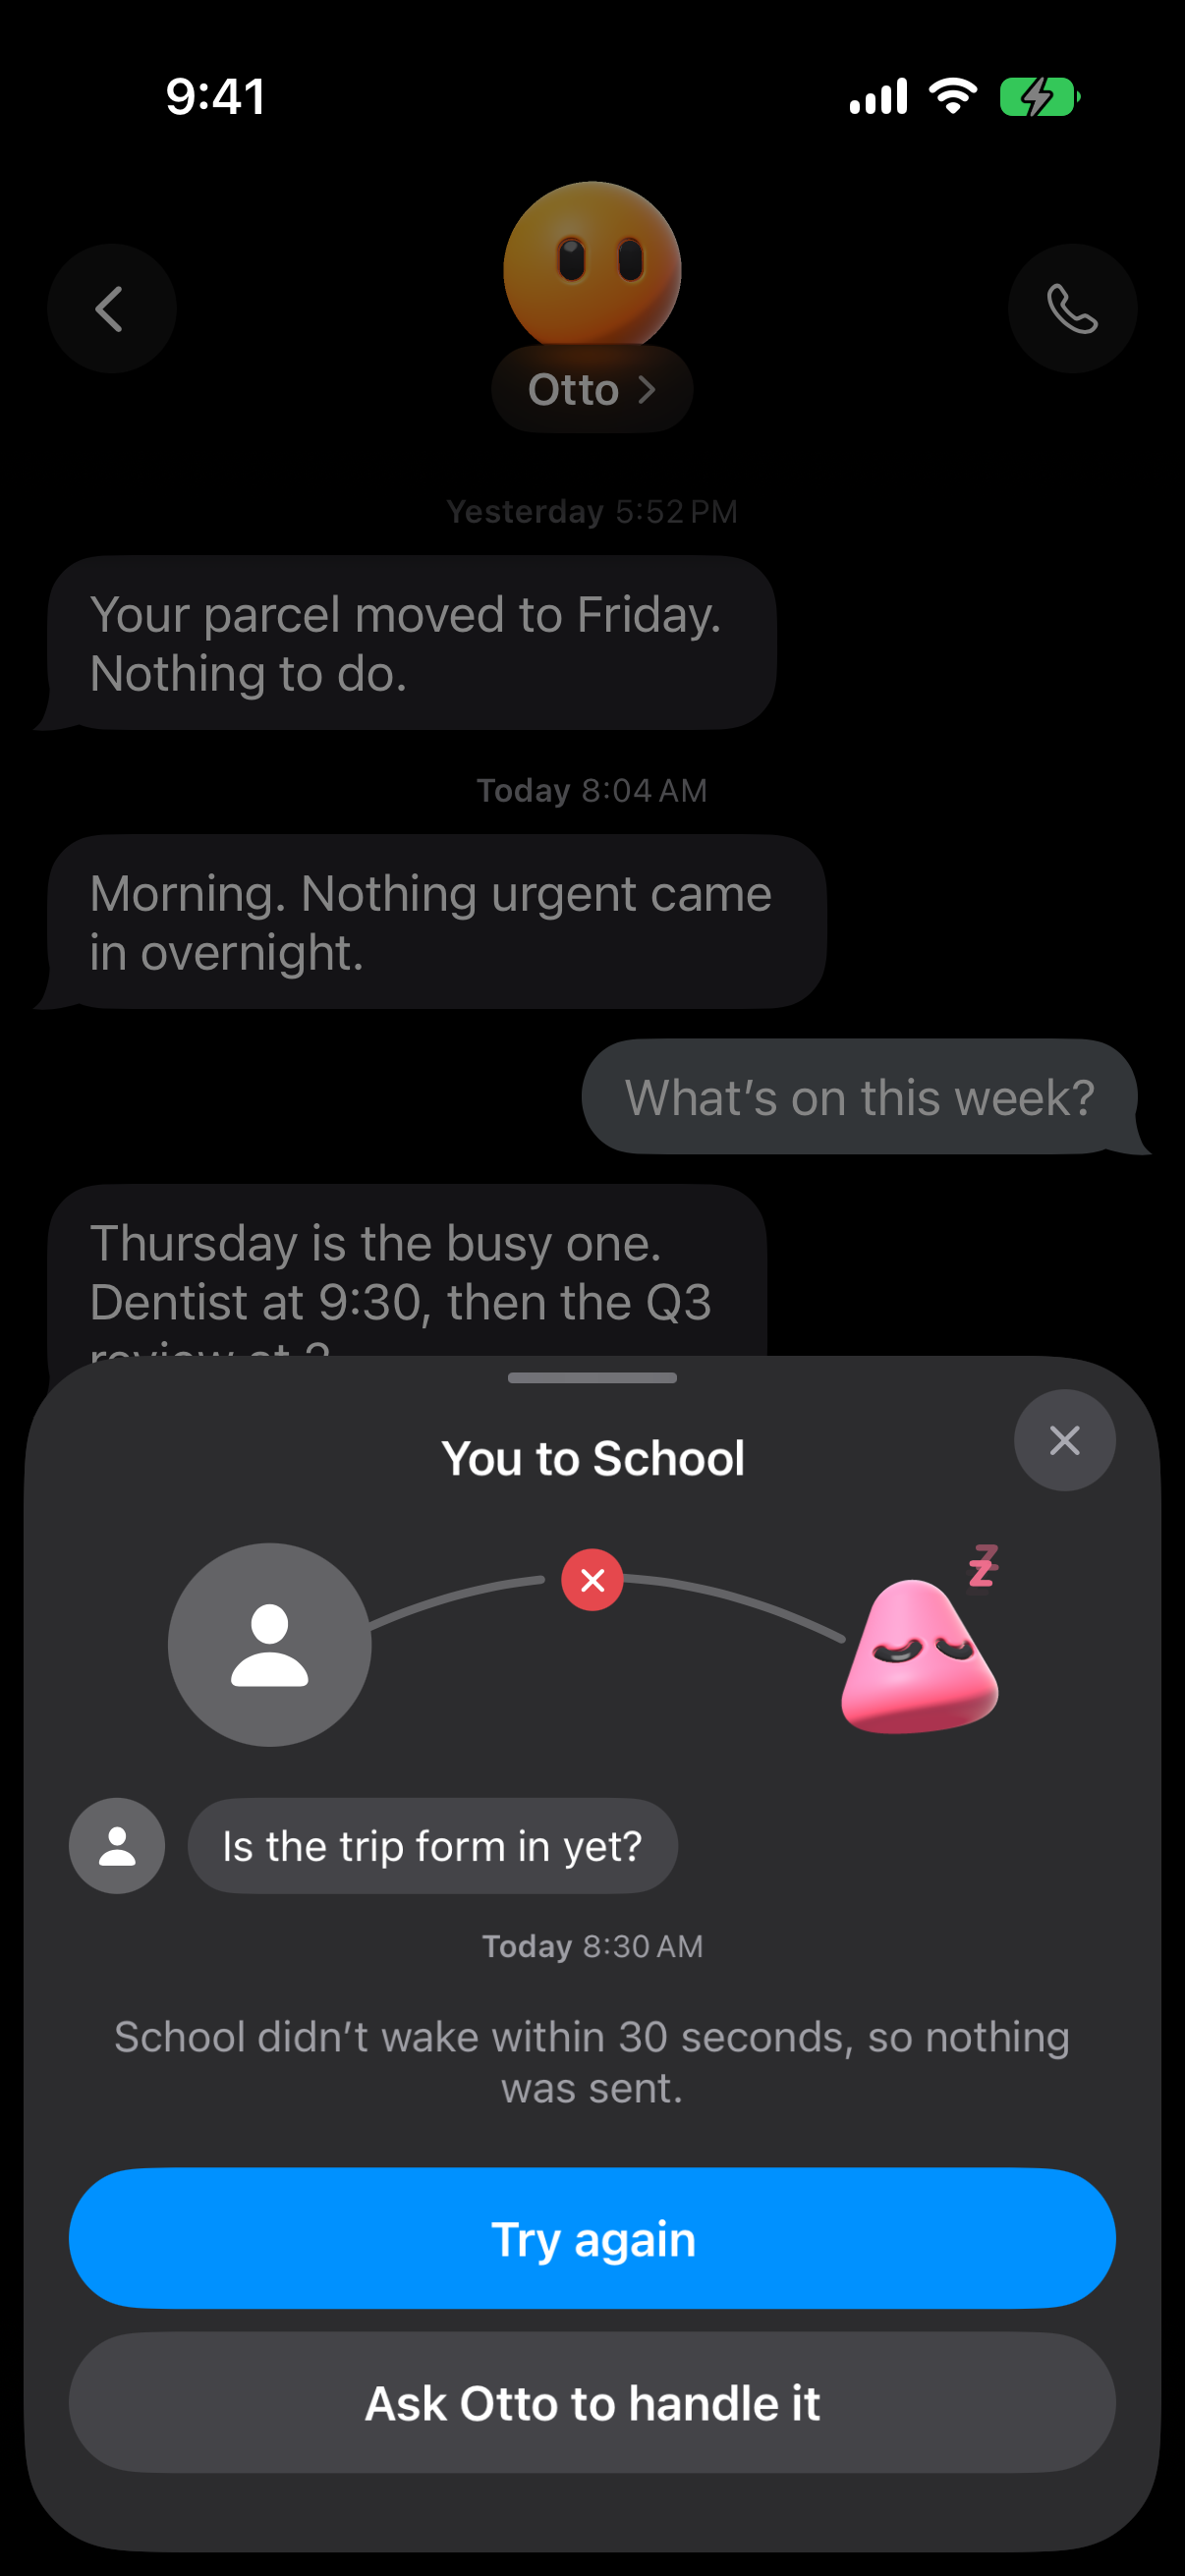 9:41
Otto
Yesterday 5:52 PM
Your parcel moved to Friday.
Nothing to do.
Today 8:04 AM
Morning. Nothing urgent came
in overnight.
What’s on this week?
Thursday is the busy one.
Dentist at 9:30, then the Q3
review at
You to School
z
z
Is the trip form in yet?
Today 8:30 AM
School didn’t wake within 30 seconds, so nothing
was sent.
Try again
Ask Otto to handle it